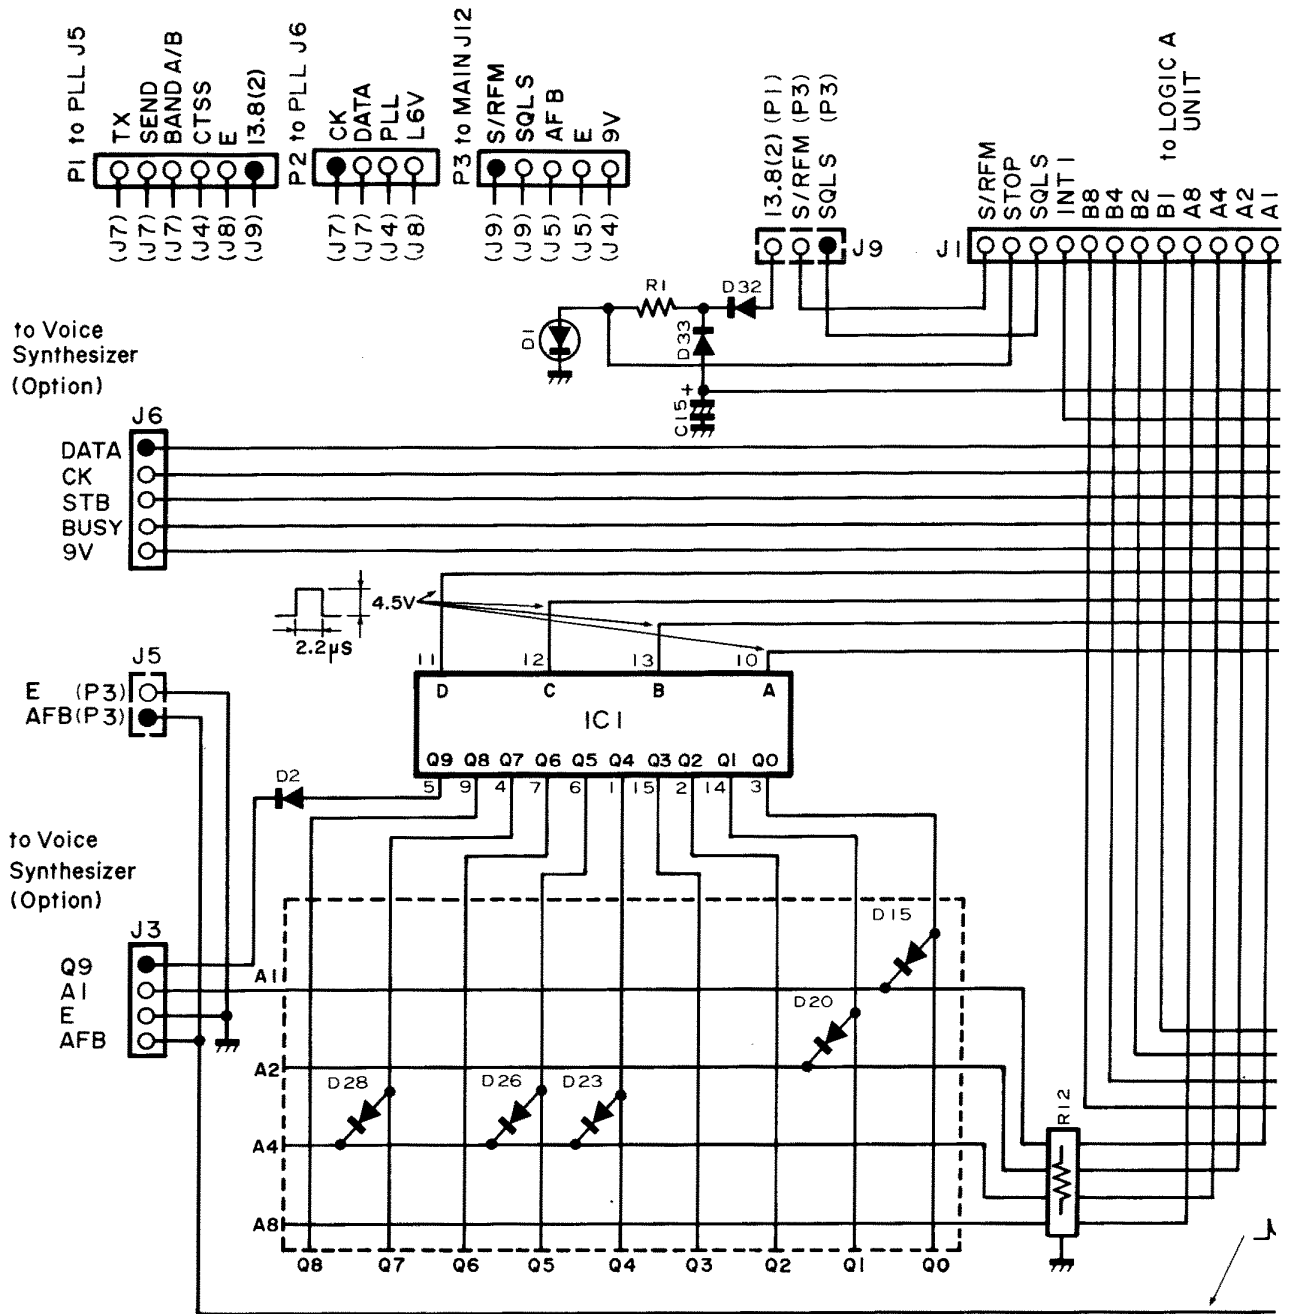 P1 to PLL J5
TX
SEND
BAND A/B
CTSS
E
13.8(2)
(J7)
(J7)
(J7)
(J4)
(J8)
(J9)
P2 to PLL J6
CK
DATA
PLL
L6V
(J7)
(J7)
(J4)
(J8)
P3 to MAIN J12
S/RFM
SQLS
AFB
E
9V
(J9)
(J9)
(J5)
(J5)
(J4)
13.8(2) (P1)
S/RFM (P3)
SQLS (P3)
J9
J1
S/RFM
STOP
SQLS
INT1
B8
B4
B2
B1
A8
A4
A2
A1
to LOGIC A
UNIT
R1
D32
D1
D33
+
C15
to Voice
Synthesizer
(Option)
J6
DATA
CK
STB
BUSY
9V
4.5V
2.2μS
J5
E (P3)
AFB(P3)
11
12
13
10
D
C
B
A
IC1
Q9
Q8
Q7
Q6
Q5
Q4
Q3
Q2
Q1
Q0
5
9
4
7
6
1
15
2
14
3
D2
to Voice
Synthesizer
(Option)
J3
Q9
A1
E
AFB
A1
A2
A4
A8
D15
D20
D28
D26
D23
R12
Q8
Q7
Q6
Q5
Q4
Q3
Q2
Q1
Q0